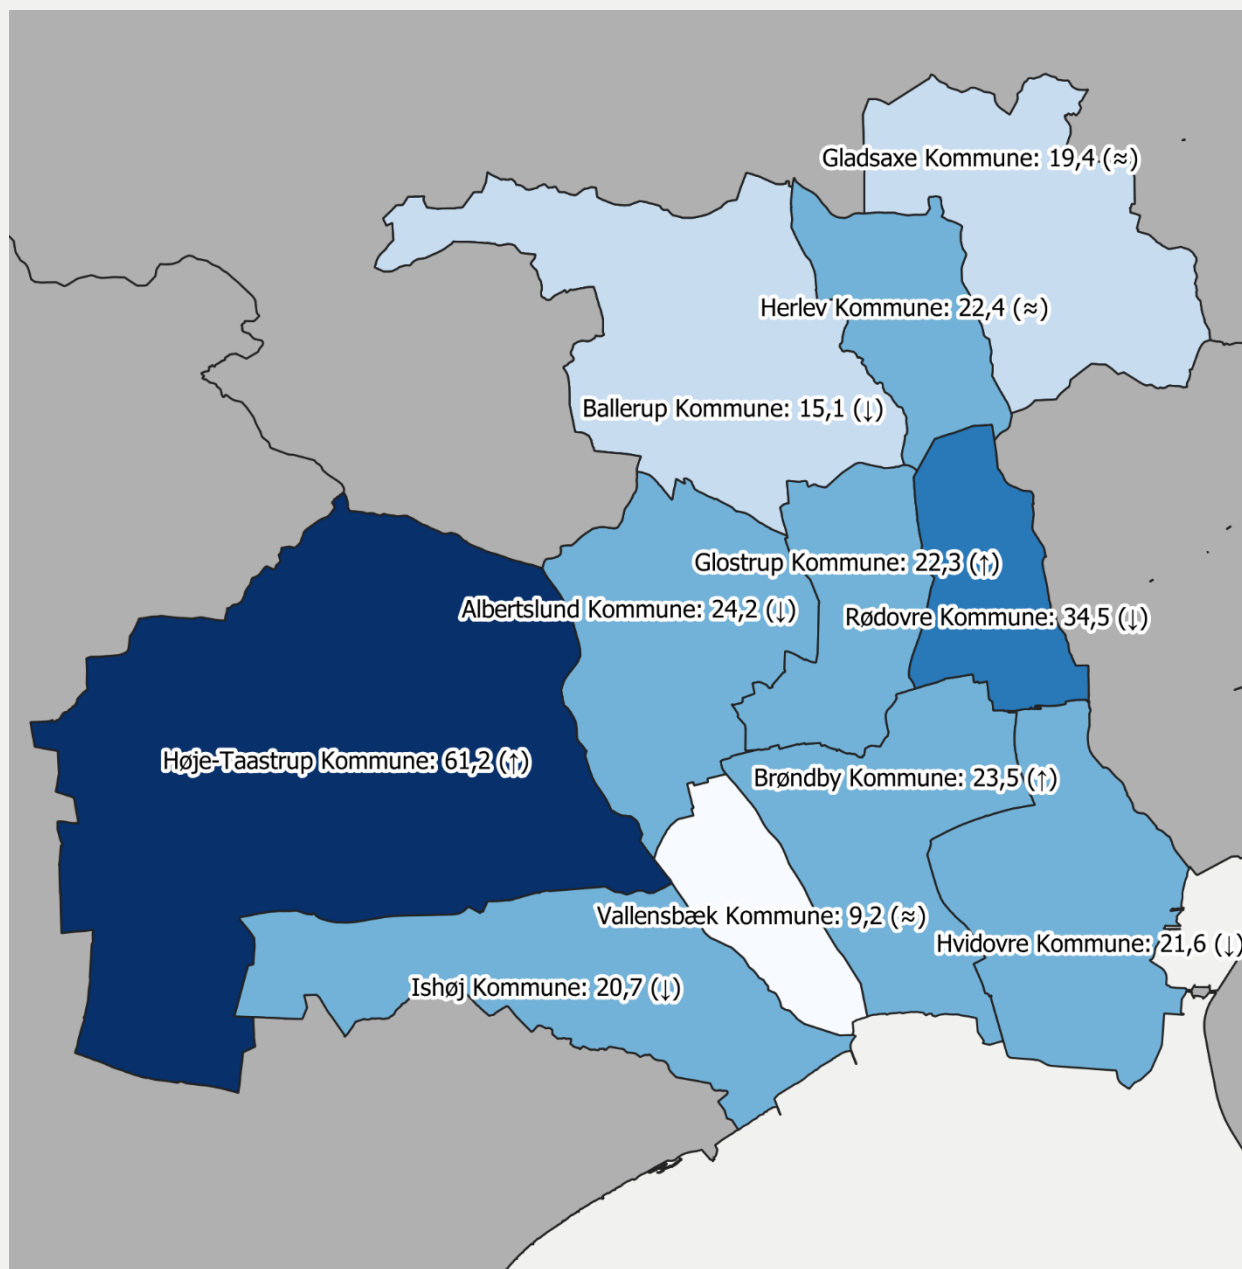 Gladsaxe Kommune: 19,4 (≈)
Herlev Kommune: 22,4 (≈)
Ballerup Kommune: 15,1 (↓)
Glostrup Kommune: 22,3 (↑)
Albertslund Kommune: 24,2 (↓)
Rødovre Kommune: 34,5 (↓)
Høje-Taastrup Kommune: 61,2 (↑)
Brøndby Kommune: 23,5 (↑)
Vallensbæk Kommune: 9,2 (≈)
Hvidovre Kommune: 21,6 (↓)
Ishøj Kommune: 20,7 (↓)